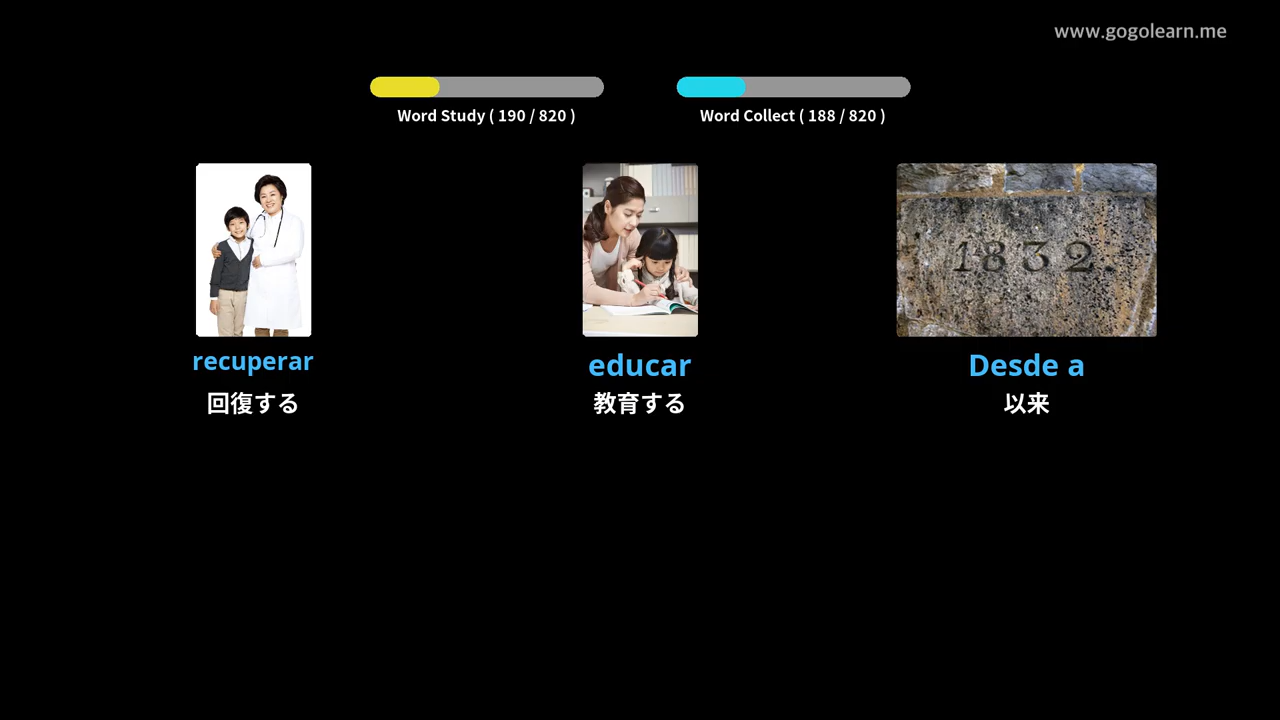 www.gogolearn.me
Word Study ( 190 / 820 )
Word Collect ( 188 / 820 )
1832.
recuperar
educar
Desde a
回復する
教育する
以来